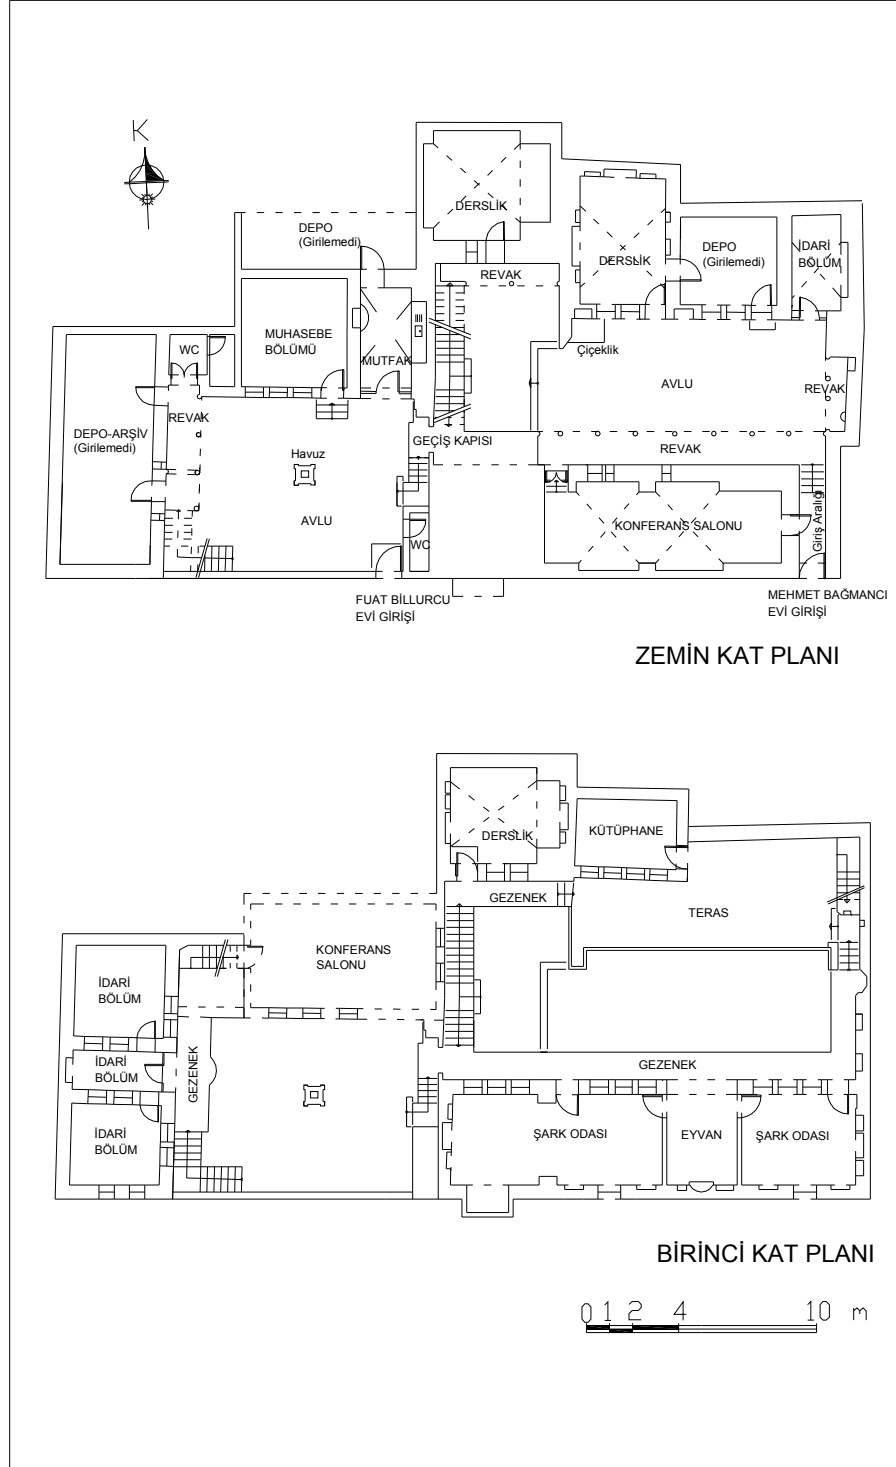 K
DERSLİK
DEPO
(Girilemedi)
DERSLİK
DEPO
(Girilemedi)
İDARİ
BÖLÜM
REVAK
MUHASEBE
BÖLÜMÜ
WC
MUTFAK
Çiçeklik
AVLU
REVAK
REVAK
DEPO-ARŞİV
(Girilemedi)
GEÇİŞ KAPISI
REVAK
Havuz
AVLU
KONFERANS SALONU
Giriş Aralığı
WC
FUAT BİLLURCU
EVİ GİRİŞİ
MEHMET BAĞMANCI
EVİ GİRİŞİ
ZEMİN KAT PLANI
DERSLİK
KÜTÜPHANE
GEZENEK
TERAS
KONFERANS
SALONU
İDARİ
BÖLÜM
İDARİ
BÖLÜM
GEZENEK
GEZENEK
İDARİ
BÖLÜM
ŞARK ODASI
EYVAN
ŞARK ODASI
BİRİNCİ KAT PLANI
0 1 2 4 10 m